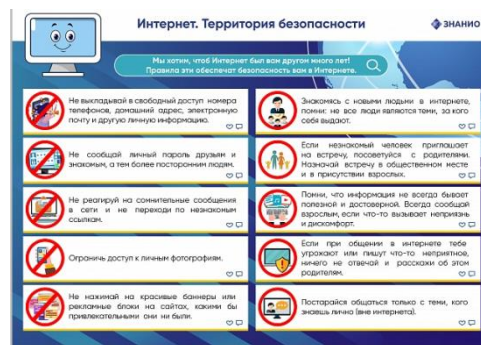 Интернет. Территория безопасности
ЗНАНИО
Мы хотим, чтоб Интернет был вам другом много лет!
Правила эти обеспечат безопасность вам в Интернете.
Не выкладывай в свободный доступ номера
телефонов, домашний адрес, электронную
почту и другую личную информацию.
Не сообщай личный пароль друзьям и
знакомым, а тем более посторонним людям.
Не реагируй на сомнительные сообщения
в сети и не переходи по незнакомым
ссылкам.
Ограничь доступ к личным фотографиям.
Не нажимай на красивые баннеры или
рекламные блоки на сайтах, какими бы
привлекательными они ни были.
Знакомясь с новыми людьми в интернете,
помни: не все люди являются теми, за кого
себя выдают.
Если незнакомый человек приглашает
на встречу, посоветуйся с родителями.
Назначай встречу в общественном месте
и в присутствии взрослых.
Помни, что информация не всегда бывает
полезной и достоверной. Всегда сообщай
взрослым, если что-то вызывает неприязнь
и дискомфорт.
Если при общении в интернете тебе
угрожают или пишут что-то неприятное,
ничего не отвечай и расскажи об этом
родителям.
Постарайся общаться только с теми, кого
знаешь лично (вне интернета).